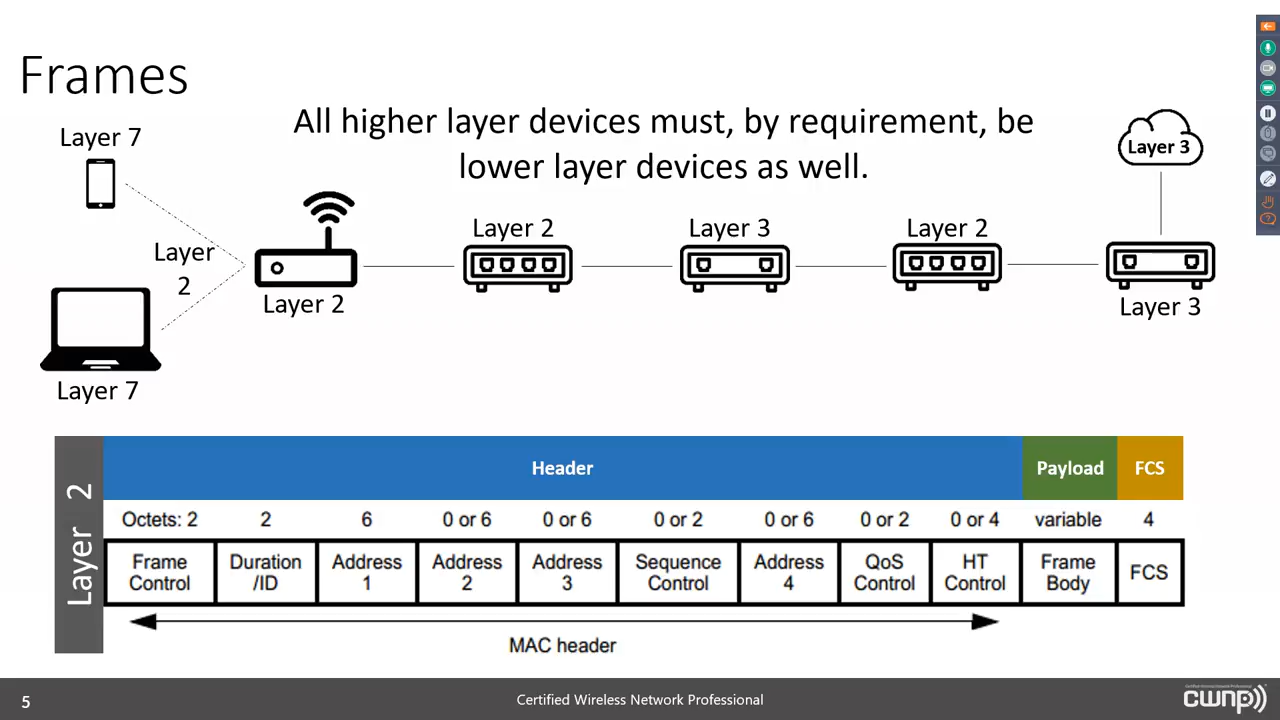 Frames
All higher layer devices must, by requirement, be
lower layer devices as well.
Layer 7
Layer
2
Layer 7
Layer 2
Layer 2
Layer 3
Layer 2
Layer 3
Layer 3
Layer 2
Header
Payload
FCS
Octets: 2
2
6
0 or 6
0 or 6
0 or 2
0 or 6
0 or 2
0 or 4
variable
4
Frame
Control
Duration
/ID
Address
1
Address
2
Address
3
Sequence
Control
Address
4
QoS
Control
HT
Control
Frame
Body
FCS
MAC header
5
Certified Wireless Network Professional
cwnp